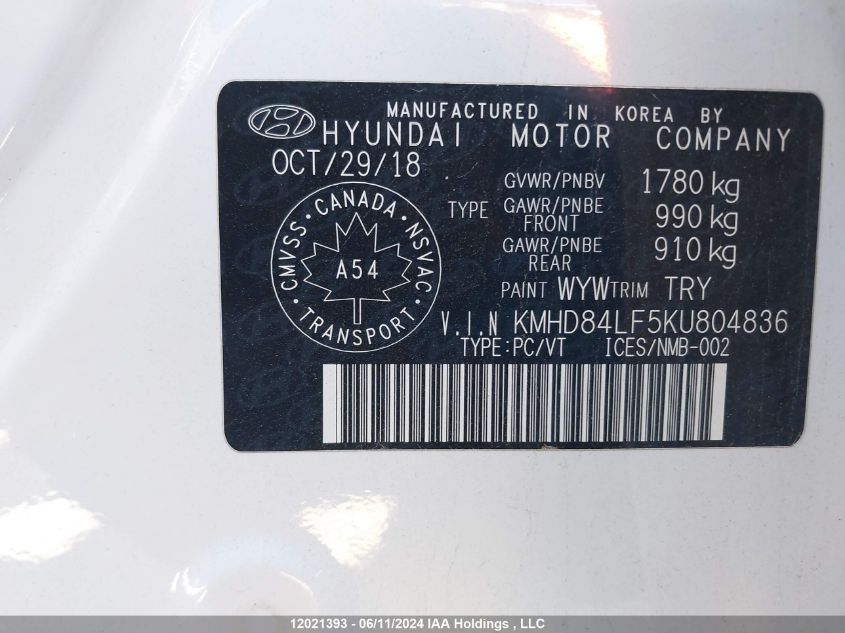 MANUFACTURED IN KOREA BY
HYUNDAI MOTOR COMPANY
OCT/29/18
GVWR/PNBV 1780 kg
TYPE GAWR/PNBE FRONT 990 kg
GAWR/PNBE REAR 910 kg
PAINT WYW TRIM TRY
CMVSS · CANADA · NSVAC · TRANSPORT ·
A54
V.I.N KMHD84LF5KU804836
TYPE:PC/VT ICES/NMB-002
12021393 - 06/11/2024 IAA Holdings , LLC